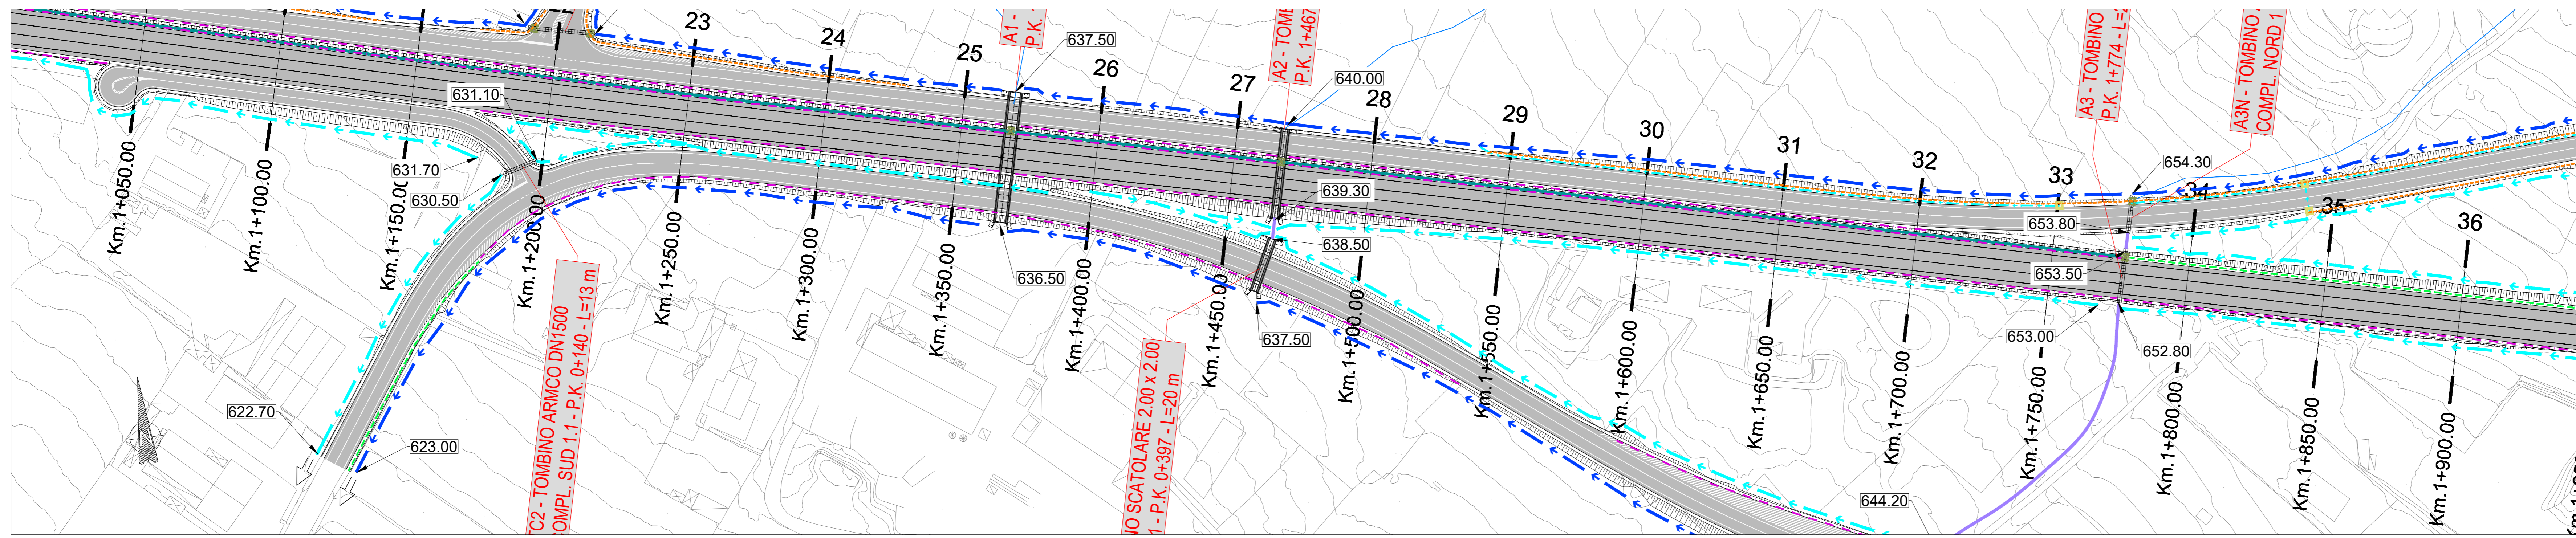 23
24
25
26
27
28
29
30
31
32
33
34
35
36
A1 -
P.K.
637.50
A2 - TOMB
P.K. 1+467
640.00
A3 - TOMBINO
P.K. 1+774 - L=2
A3N - TOMBINO
COMPL. NORD 1
654.30
631.10
631.70
630.50
639.30
638.50
636.50
637.50
653.80
653.50
653.00
652.80
644.20
622.70
623.00
Km.1+050.00
Km.1+100.00
Km.1+150.00
Km.1+200.00
Km.1+250.00
Km.1+300.00
Km.1+350.00
Km.1+400.00
Km.1+450.00
Km.1+500.00
Km.1+550.00
Km.1+600.00
Km.1+650.00
Km.1+700.00
Km.1+750.00
Km.1+800.00
Km.1+850.00
Km.1+900.00
TC2 - TOMBINO ARMCO DN1500
COMPL. SUD 1.1 - P.K. 0+140 - L=13 m
NO SCATOLARE 2.00 x 2.00
1 - P.K. 0+397 - L=20 m
N